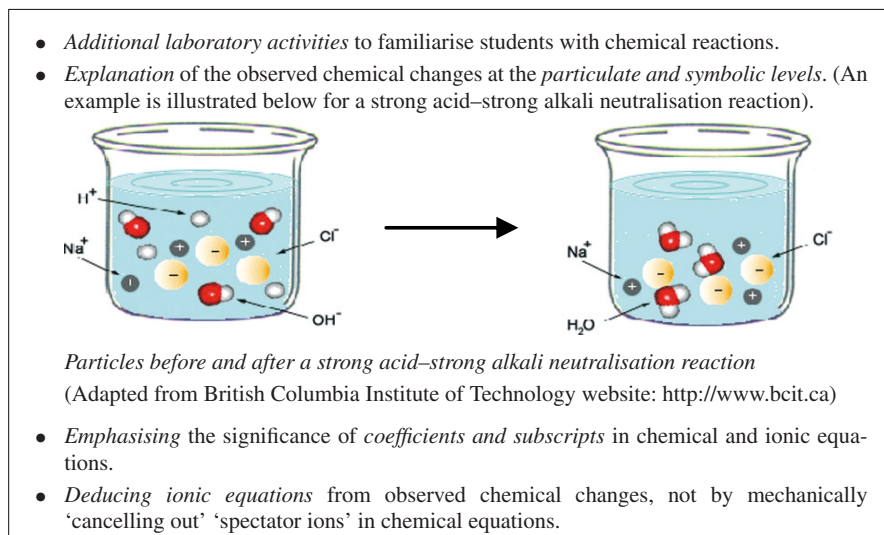 • Additional laboratory activities to familiarise students with chemical reactions.
• Explanation of the observed chemical changes at the particulate and symbolic levels. (An
example is illustrated below for a strong acid–strong alkali neutralisation reaction).
H⁺
Na⁺
Cl⁻
OH⁻
+ + − − − I
Na⁺
Cl⁻
H₂O
+ + + − − −
Particles before and after a strong acid–strong alkali neutralisation reaction
(Adapted from British Columbia Institute of Technology website: http://www.bcit.ca)
• Emphasising the significance of coefficients and subscripts in chemical and ionic equa-
tions.
• Deducing ionic equations from observed chemical changes, not by mechanically
‘cancelling out’ ‘spectator ions’ in chemical equations.